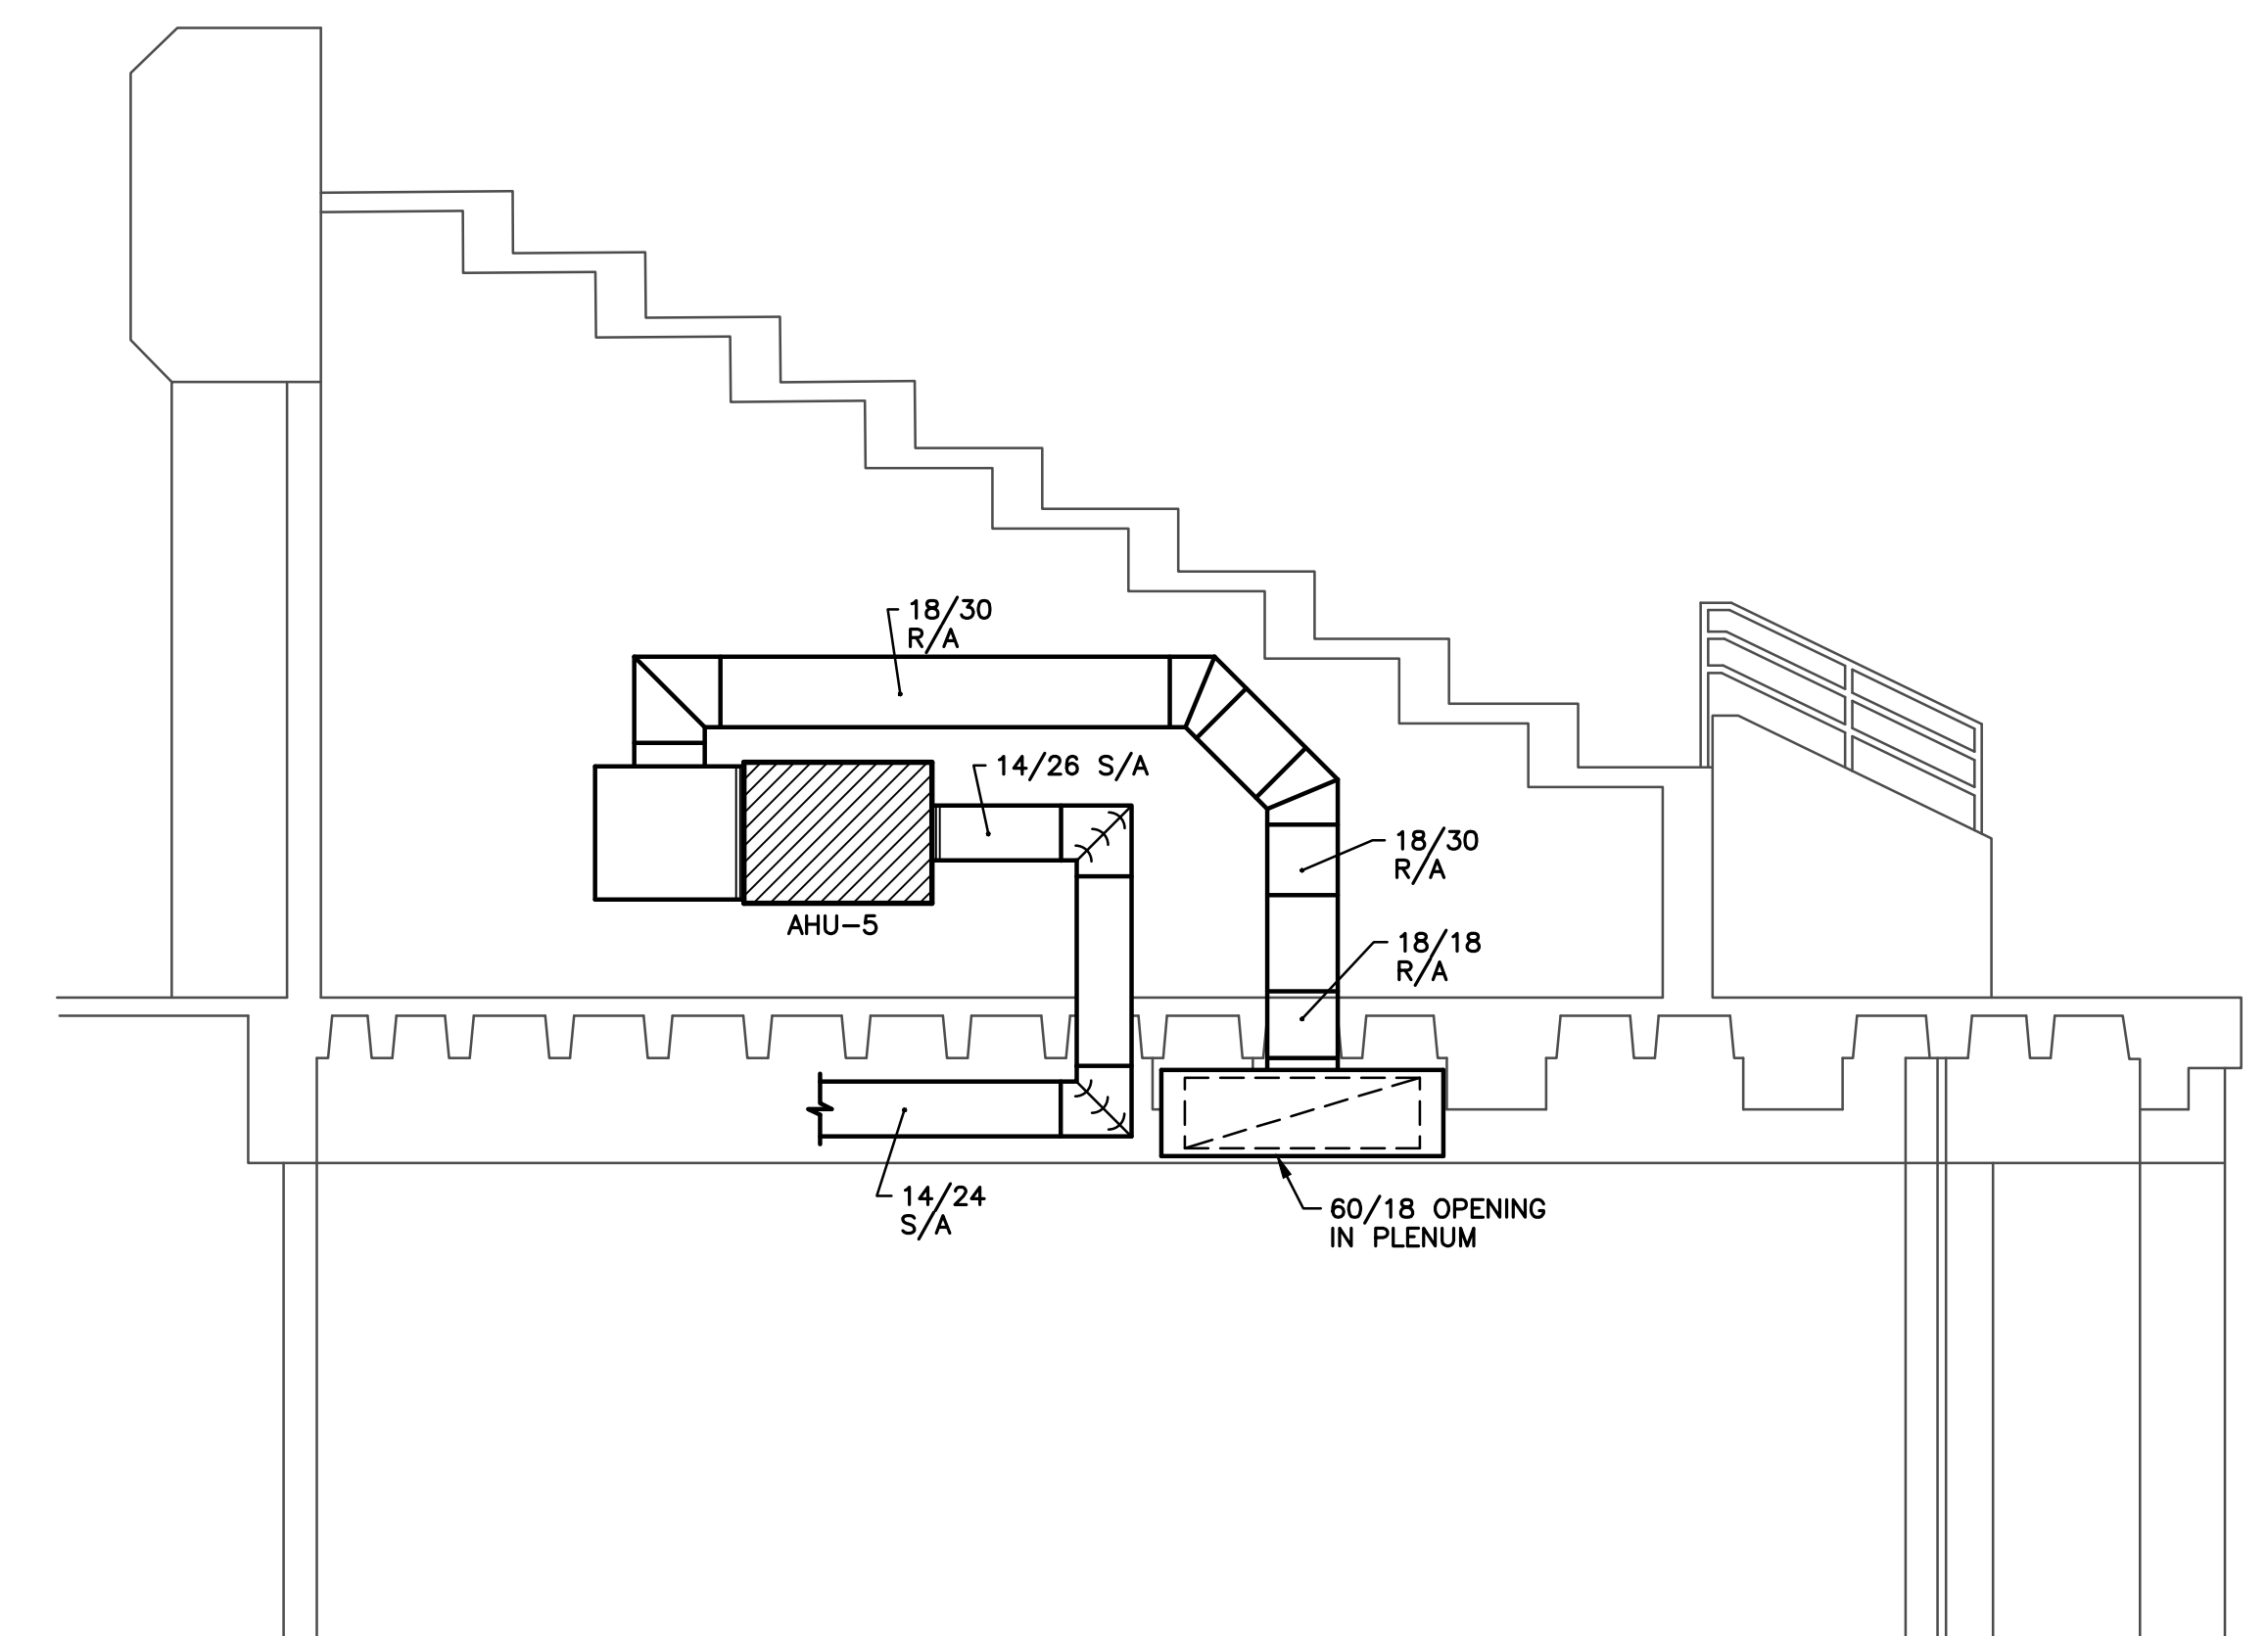 18/30
R/A
14/26 S/A
18/30
R/A
AHU-5
18/18
R/A
14/24
S/A
60/18 OPENING
IN PLENUM